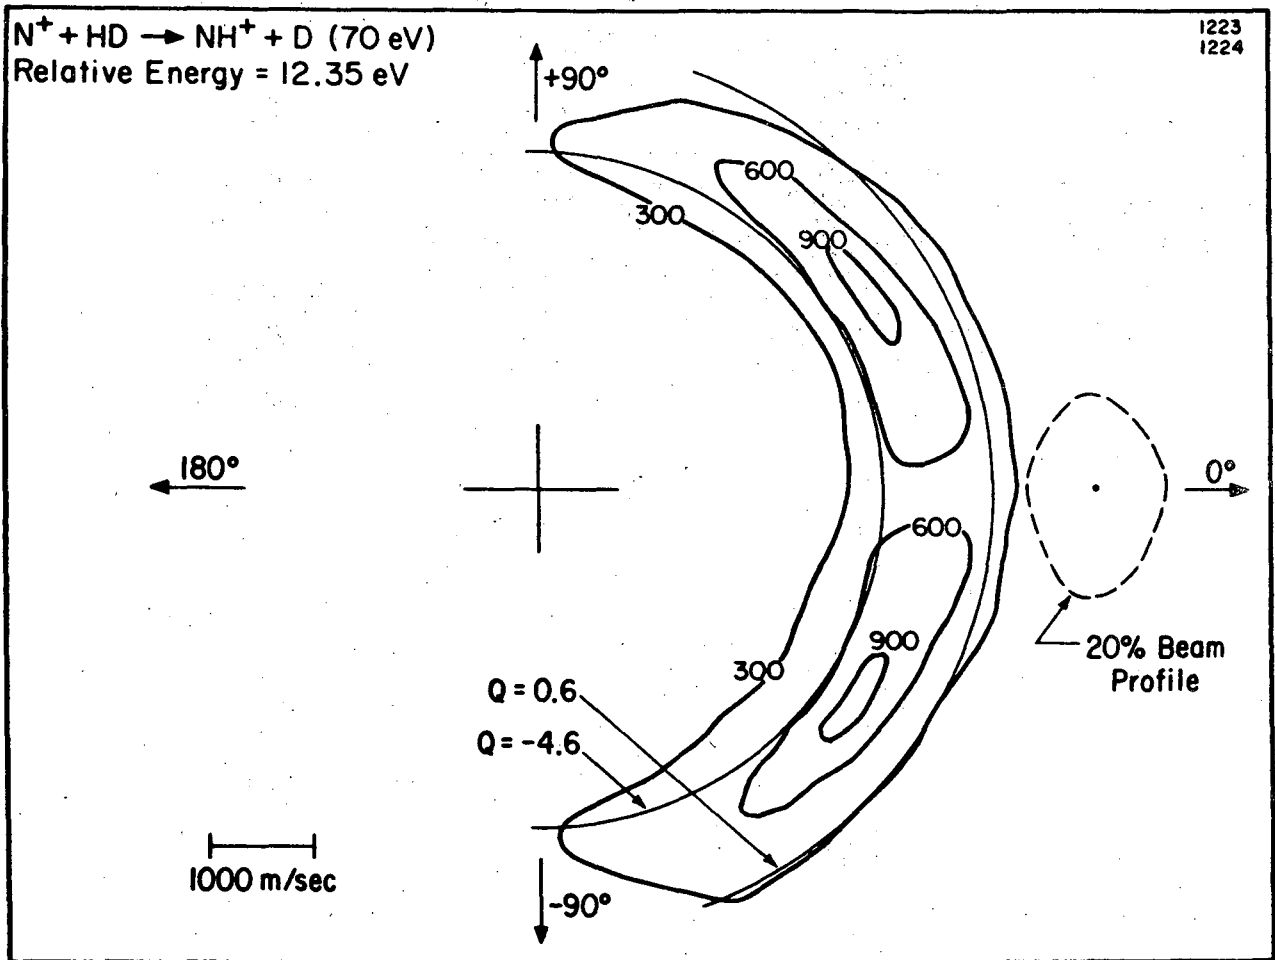 N⁺ + HD → NH⁺ + D (70 eV)
Relative Energy = 12.35 eV
1223
1224
+90°
600
300
900
180°
0°
600
900
300
20% Beam
Profile
Q = 0.6
Q = -4.6
1000 m/sec
-90°